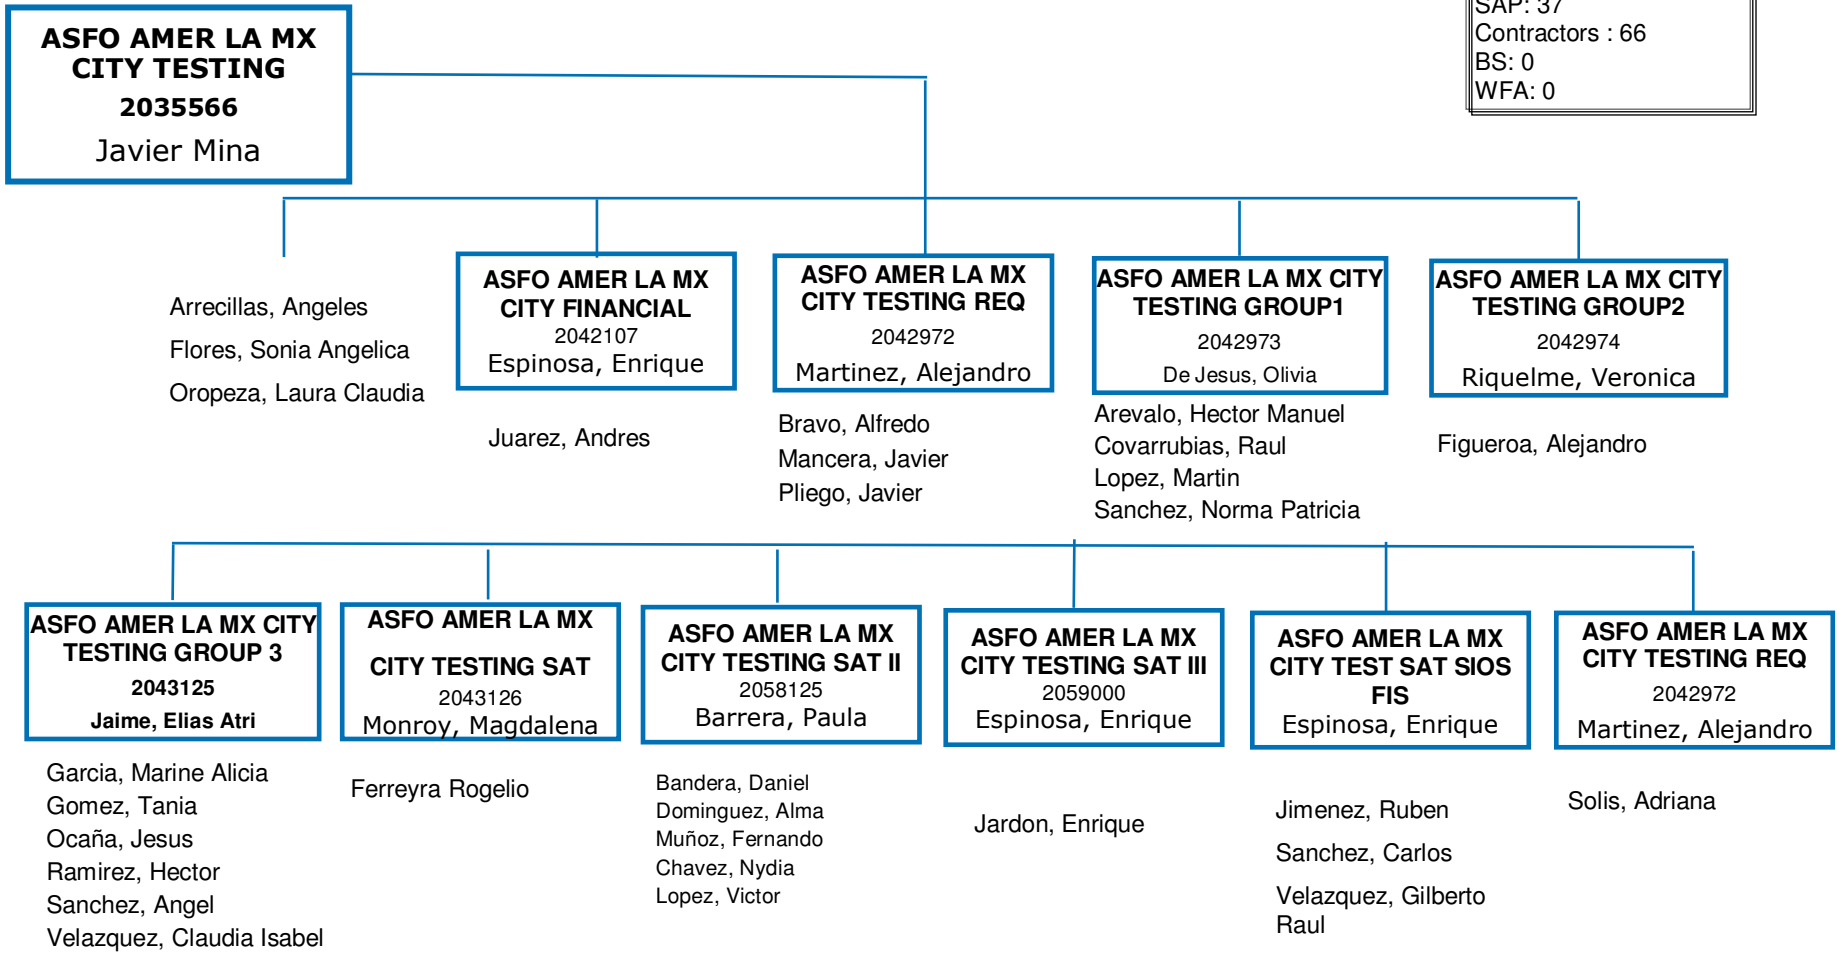 ASFO AMER LA MX
CITY TESTING
2035566
Javier Mina
SAP: 37
Contractors : 66
BS: 0
WFA: 0
Arrecillas, Angeles
Flores, Sonia Angelica
Oropeza, Laura Claudia
ASFO AMER LA MX
CITY FINANCIAL
2042107
Espinosa, Enrique
Juarez, Andres
ASFO AMER LA MX
CITY TESTING REQ
2042972
Martinez, Alejandro
Bravo, Alfredo
Mancera, Javier
Pliego, Javier
ASFO AMER LA MX CITY
TESTING GROUP1
2042973
De Jesus, Olivia
Arevalo, Hector Manuel
Covarrubias, Raul
Lopez, Martin
Sanchez, Norma Patricia
ASFO AMER LA MX CITY
TESTING GROUP2
2042974
Riquelme, Veronica
Figueroa, Alejandro
ASFO AMER LA MX CITY
TESTING GROUP 3
2043125
Jaime, Elias Atri
Garcia, Marine Alicia
Gomez, Tania
Ocaña, Jesus
Ramirez, Hector
Sanchez, Angel
Velazquez, Claudia Isabel
ASFO AMER LA MX
CITY TESTING SAT
2043126
Monroy, Magdalena
Ferreyra Rogelio
ASFO AMER LA MX
CITY TESTING SAT II
2058125
Barrera, Paula
Bandera, Daniel
Dominguez, Alma
Muñoz, Fernando
Chavez, Nydia
Lopez, Victor
ASFO AMER LA MX
CITY TESTING SAT III
2059000
Espinosa, Enrique
Jardon, Enrique
ASFO AMER LA MX
CITY TEST SAT SIOS
FIS
Espinosa, Enrique
Jimenez, Ruben
Sanchez, Carlos
Velazquez, Gilberto
Raul
ASFO AMER LA MX
CITY TESTING REQ
2042972
Martinez, Alejandro
Solis, Adriana